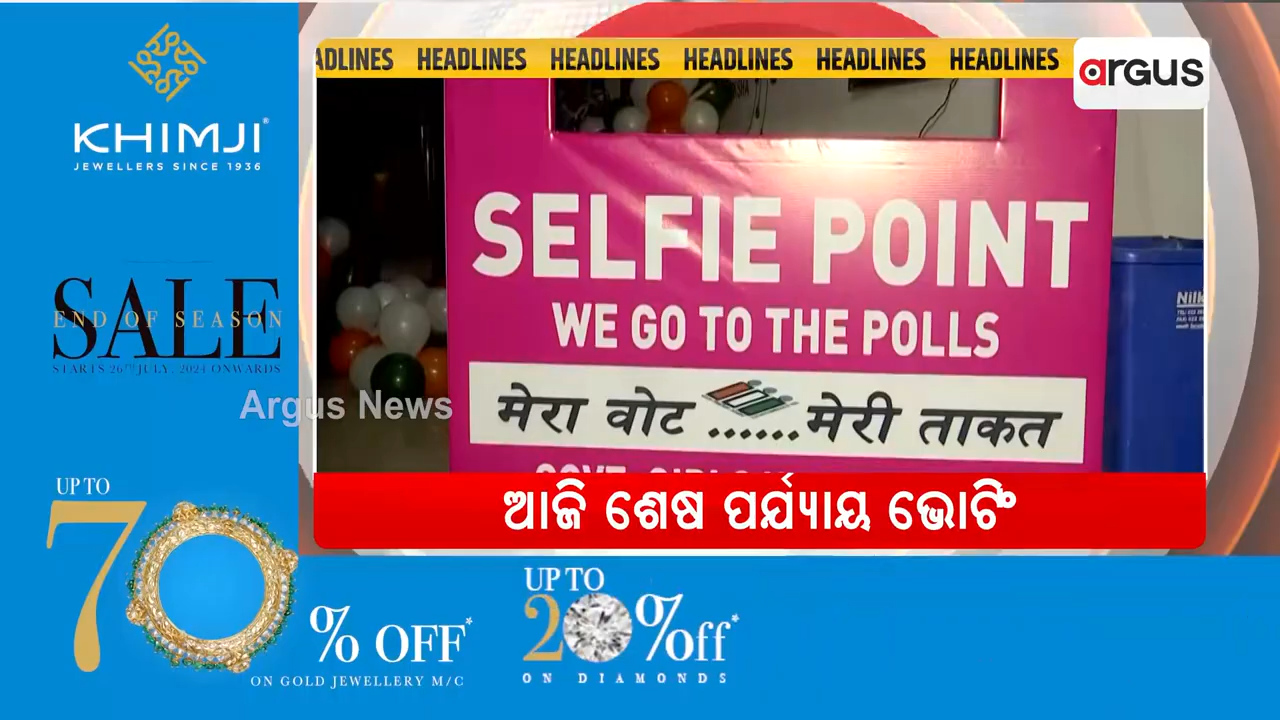 KHIMJI®
JEWELLERS SINCE 1936
SALE
END OF SEASON
STARTS 26TH JULY, 2024 ONWARDS
UP TO
70
% OFF*
ON GOLD JEWELLERY M/C
UP TO
20%off*
ON DIAMONDS
HEADLINES HEADLINES HEADLINES HEADLINES HEADLINES
argus
SELFIE POINT
WE GO TO THE POLLS
मेरा वोट ......मेरी ताकत
Argus News
ଆଜି ଶେଷ ପର୍ଯ୍ୟାୟ ଭୋଟିଂ